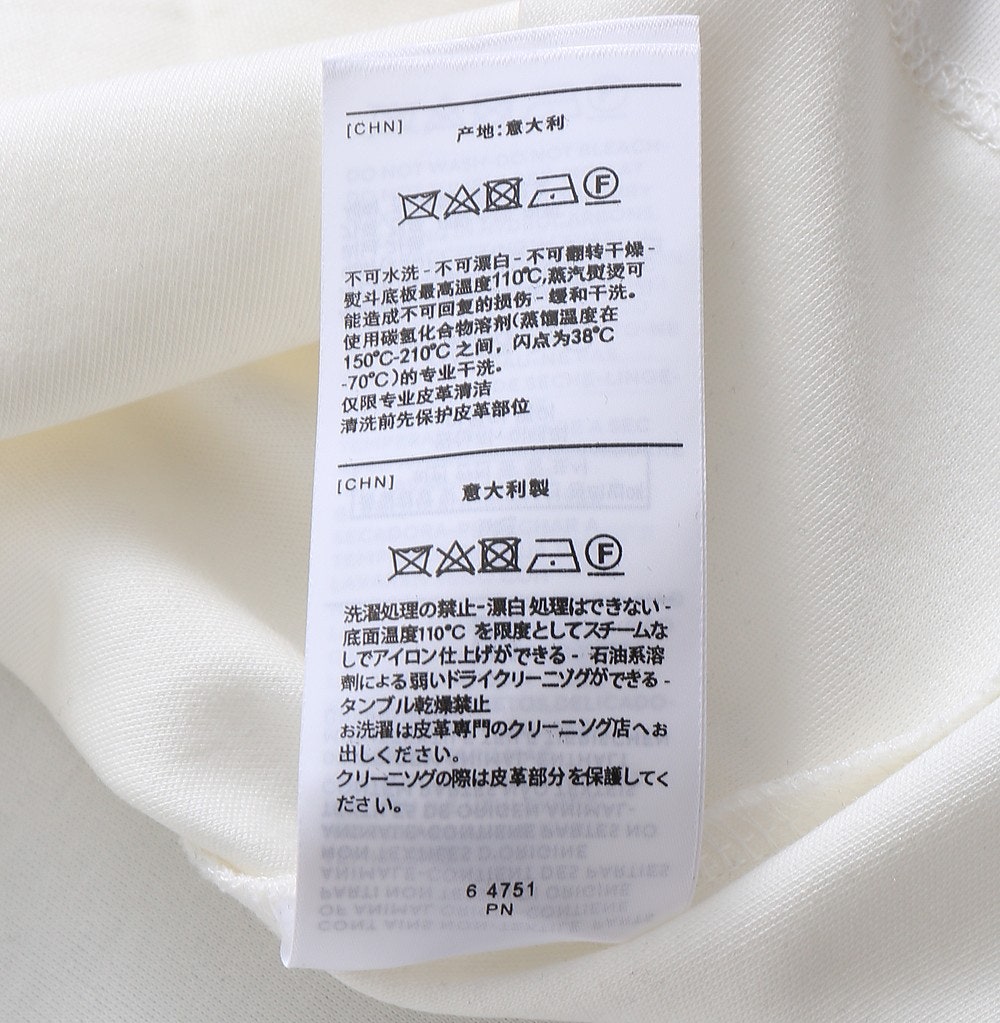 [CHN] 产地:意大利
F
不可水洗-不可漂白-不可翻转干燥-
熨斗底板最高温度110℃,蒸汽熨烫可
能造成不可回复的损伤-缓和干洗。
使用碳氢化合物溶剂(蒸馏温度在
150℃-210℃之间，闪点为38℃
-70℃)的专业干洗。
仅限专业皮革清洁
清洗前先保护皮革部位
[CHN] 意大利製
F
洗濯処理の禁止-漂白処理はできない-
底面温度110℃ を限度としてスチームな
しでアイロン仕上げができる- 石油系溶
劑による弱いドライクリーニソグができる-
タンブル乾燥禁止
お洗濯は皮革専門のクリーニソグ店へお
出しください。
クリーニソグの際は皮革部分を保護してく
ださい。
6 4751
PN